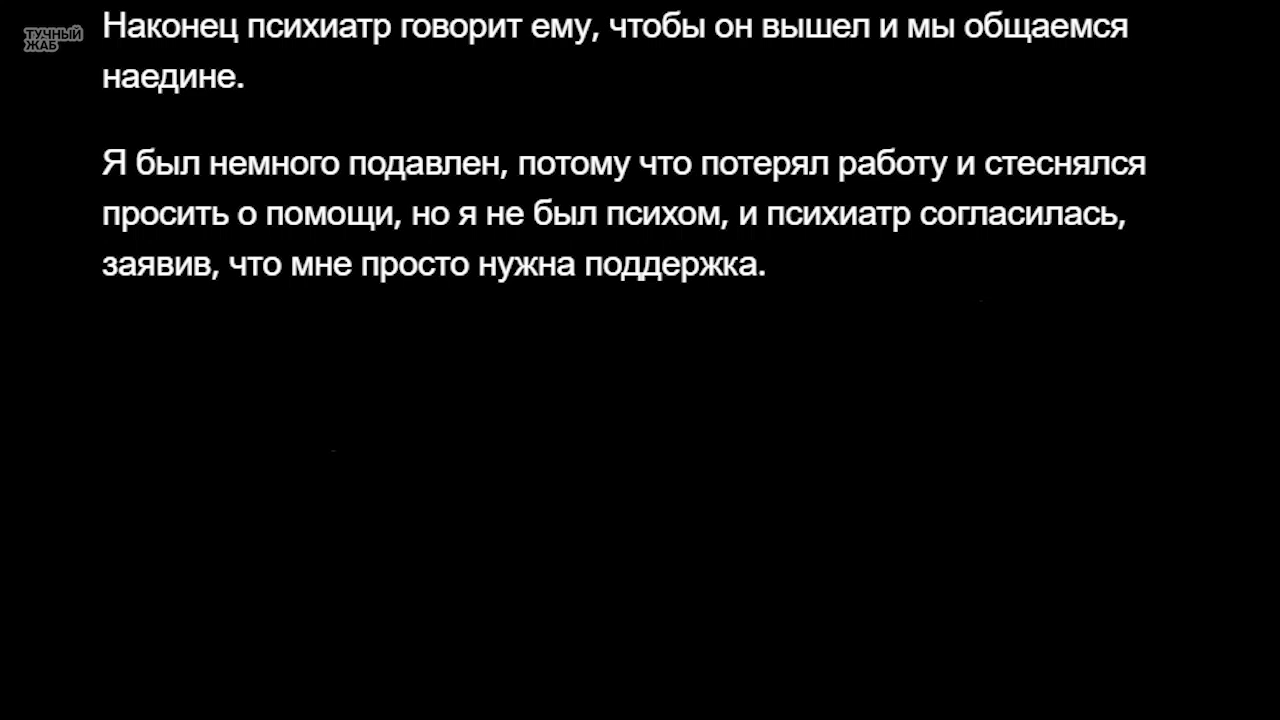 ТУЧНЫЙ
ЖАБ
Наконец психиатр говорит ему, чтобы он вышел и мы общаемся
наедине.
Я был немного подавлен, потому что потерял работу и стеснялся
просить о помощи, но я не был психом, и психиатр согласилась,
заявив, что мне просто нужна поддержка.